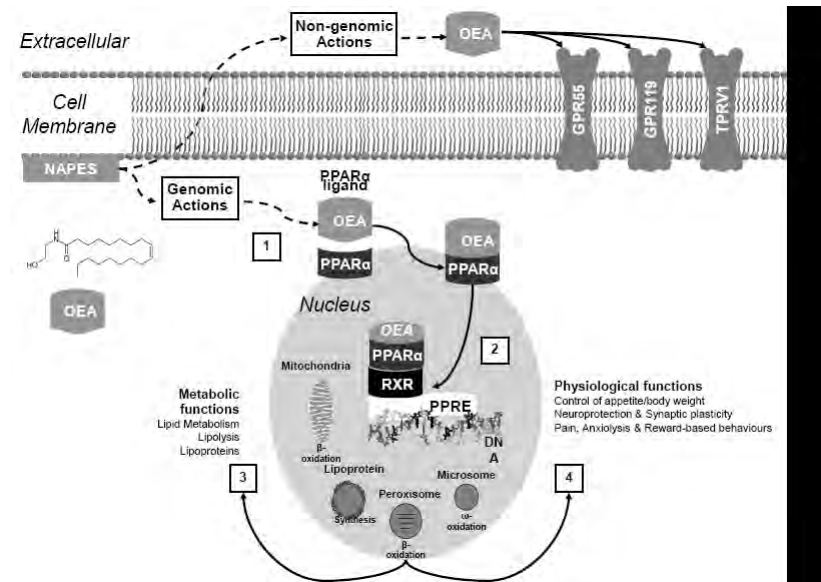 Extracellular
Non-genomic
Actions
OEA
Cell
Membrane
GPR55
GPR119
TPRV1
NAPES
Genomic
Actions
PPARα
ligand
OEA
1
PPARα
OEA
PPARα
H
N
O
HO
OEA
Nucleus
OEA
PPARα
RXR
2
PPRE
DN
A
Mitochondria
β-
oxidation
Lipoprotein
Synthesis
Peroxisome
β-
oxidation
Microsome
ω-
oxidation
Metabolic
functions
Lipid Metabolism
Lipolysis
Lipoproteins
3
Physiological functions
Control of appetite/body weight
Neuroprotection & Synaptic plasticity
Pain, Anxiolysis & Reward-based behaviours
4